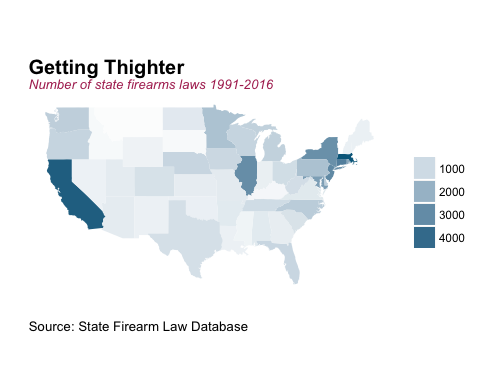 Getting Thighter
Number of state firearms laws 1991-2016
1000
2000
3000
4000
Source: State Firearm Law Database